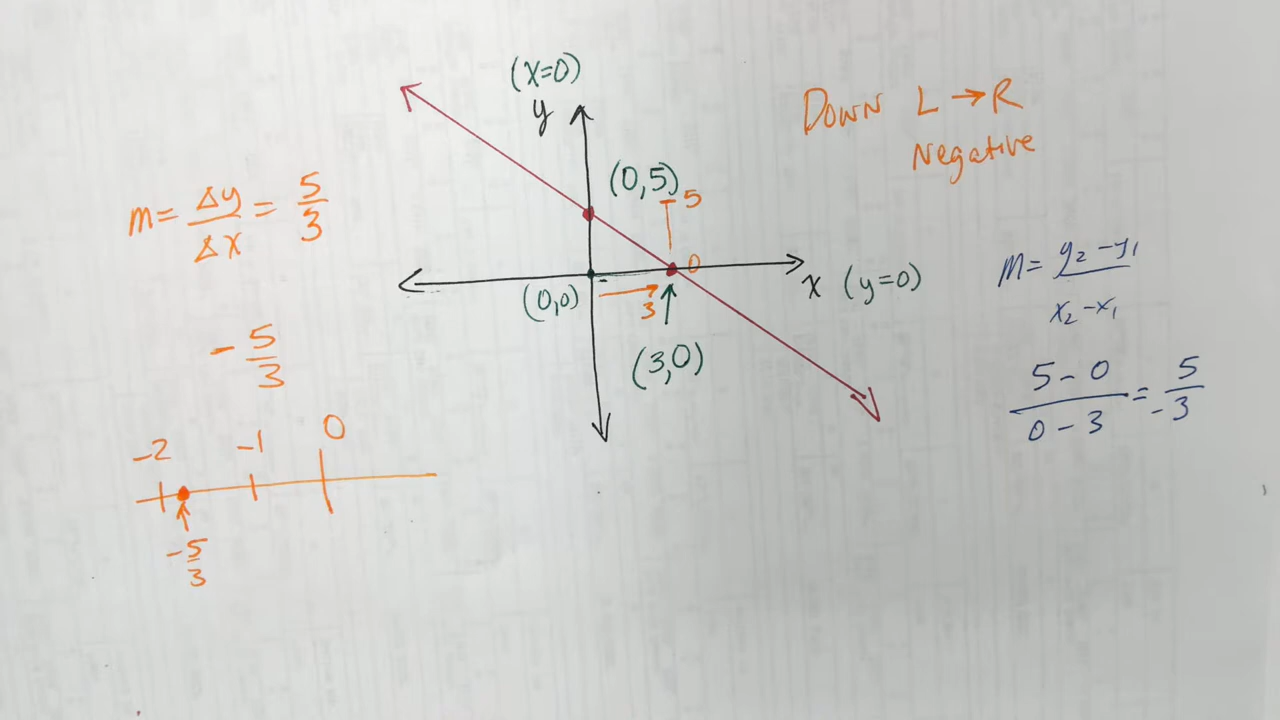 (x=0)
y
Down L → R
Negative
(0,5)
5
m = Δy/Δx = 5/3
0
m = y₂ - y₁ / x₂ - x₁
x (y=0)
(0,0)
3
(3,0)
- 5/3
5 - 0 / 0 - 3 = 5/-3
-2 -1 0
-5/3